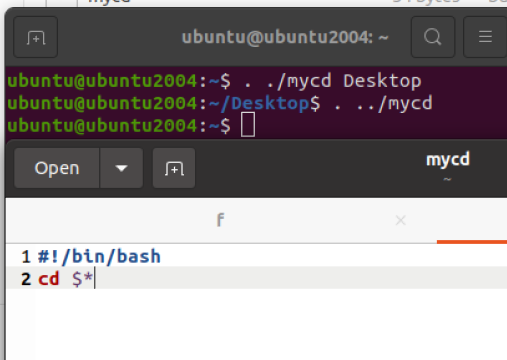 mycd
ubuntu@ubuntu2004: ~
ubuntu@ubuntu2004:~$ . ./mycd Desktop
ubuntu@ubuntu2004:~/Desktop$ . ../mycd
ubuntu@ubuntu2004:~$
Open
mycd
~
f ×
1 #!/bin/bash
2 cd $*